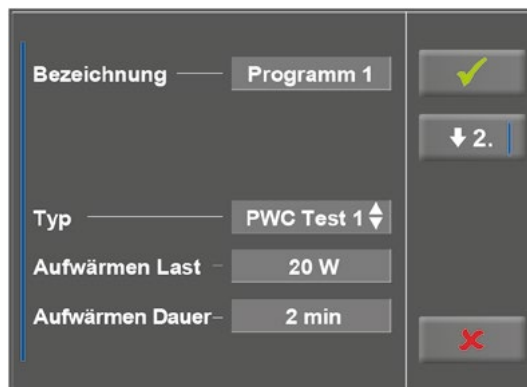 Bezeichnung Programm 1
2.
Typ PWC Test 1
Aufwärmen Last 20 W
Aufwärmen Dauer 2 min